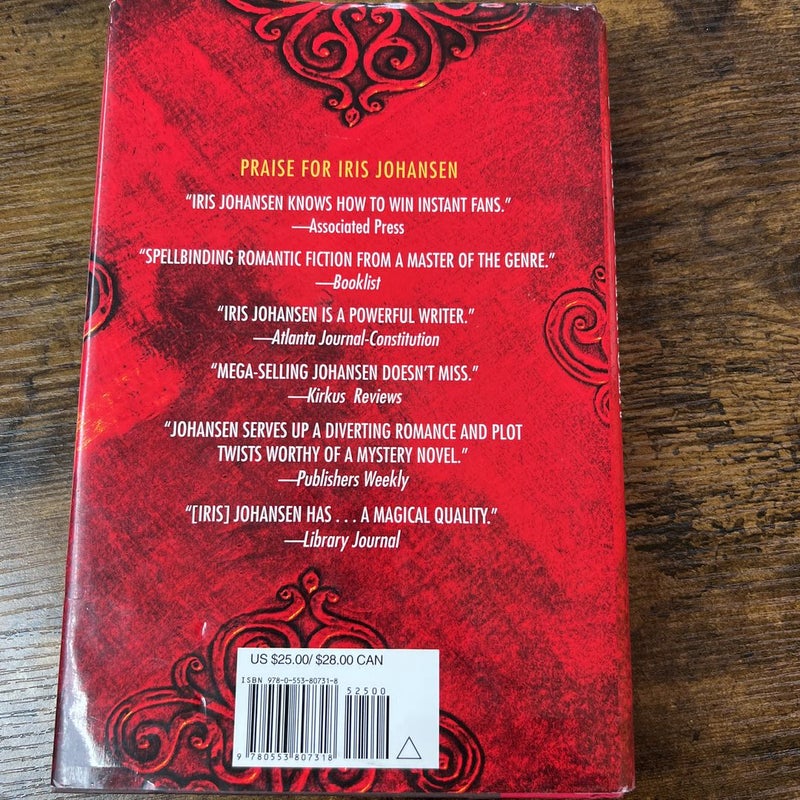 PRAISE FOR IRIS JOHANSEN
“IRIS JOHANSEN KNOWS HOW TO WIN INSTANT FANS.”
—Associated Press
“SPELLBINDING ROMANTIC FICTION FROM A MASTER OF THE GENRE.”
—Booklist
“IRIS JOHANSEN IS A POWERFUL WRITER.”
—Atlanta Journal-Constitution
“MEGA-SELLING JOHANSEN DOESN’T MISS.”
—Kirkus Reviews
“JOHANSEN SERVES UP A DIVERTING ROMANCE AND PLOT
TWISTS WORTHY OF A MYSTERY NOVEL.”
—Publishers Weekly
“[IRIS] JOHANSEN HAS . . . A MAGICAL QUALITY.”
—Library Journal
US $25.00/ $28.00 CAN
ISBN 978-0-553-80731-8
52500
9 780553 807318